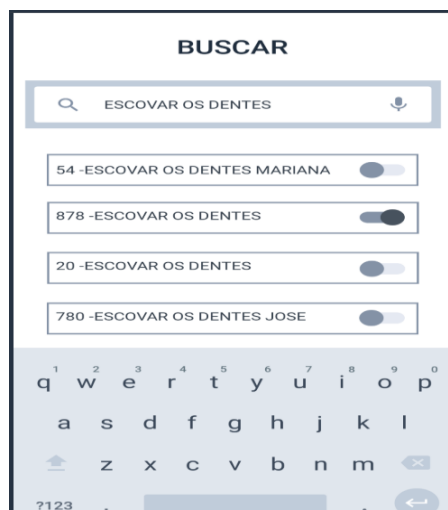 BUSCAR
ESCOVAR OS DENTES
54 -ESCOVAR OS DENTES MARIANA
878 -ESCOVAR OS DENTES
20 -ESCOVAR OS DENTES
780 -ESCOVAR OS DENTES JOSE
1 2 3 4 5 6 7 8 9 0
q w e r t y u i o p
a s d f g h j k l
z x c v b n m
?123 , .